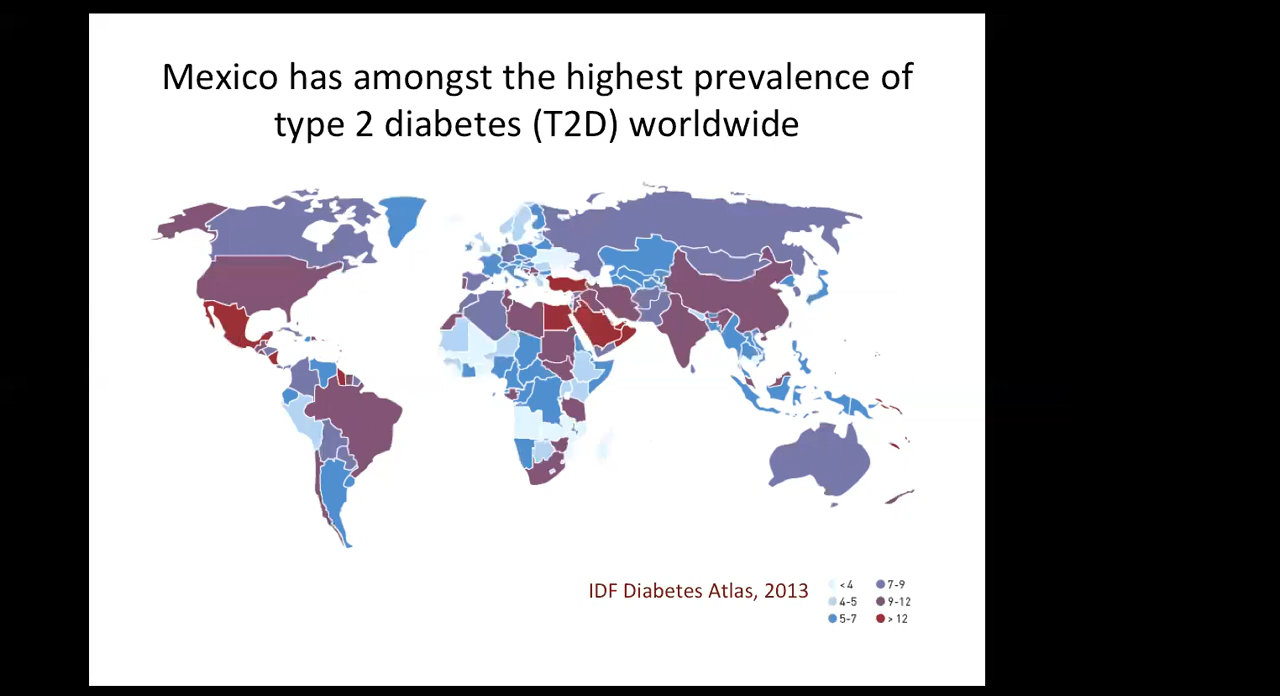 Mexico has amongst the highest prevalence of
type 2 diabetes (T2D) worldwide
IDF Diabetes Atlas, 2013
<4
4-5
5-7
7-9
9-12
> 12